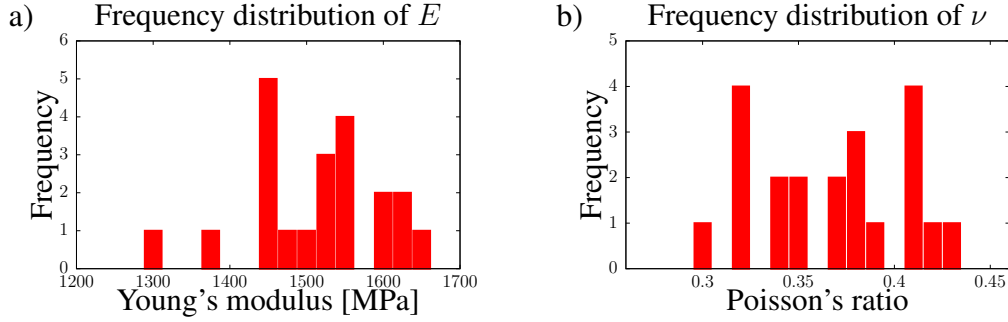 a) Frequency distribution of E
6
5
4
3
2
1
0
Frequency
1200 1300 1400 1500 1600 1700
Young's modulus [MPa]
b) Frequency distribution of ν
5
4
3
2
1
0
Frequency
0.3 0.35 0.4 0.45
Poisson's ratio